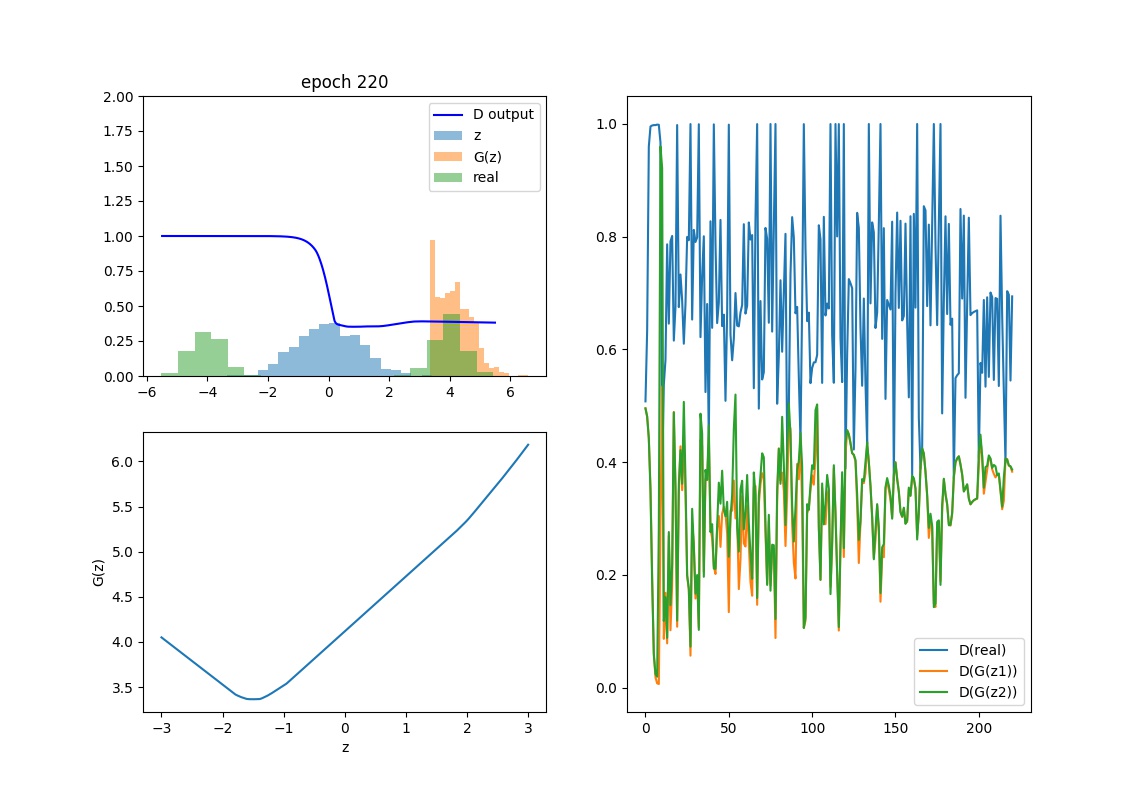 epoch 220
2.00
1.75
1.50
1.25
1.00
0.75
0.50
0.25
0.00
D output
z
G(z)
real
−6 −4 −2 0 2 4 6
6.0
5.5
5.0
4.5
4.0
3.5
G(z)
−3 −2 −1 0 1 2 3
z
1.0
0.8
0.6
0.4
0.2
0.0
D(real)
D(G(z1))
D(G(z2))
0 50 100 150 200